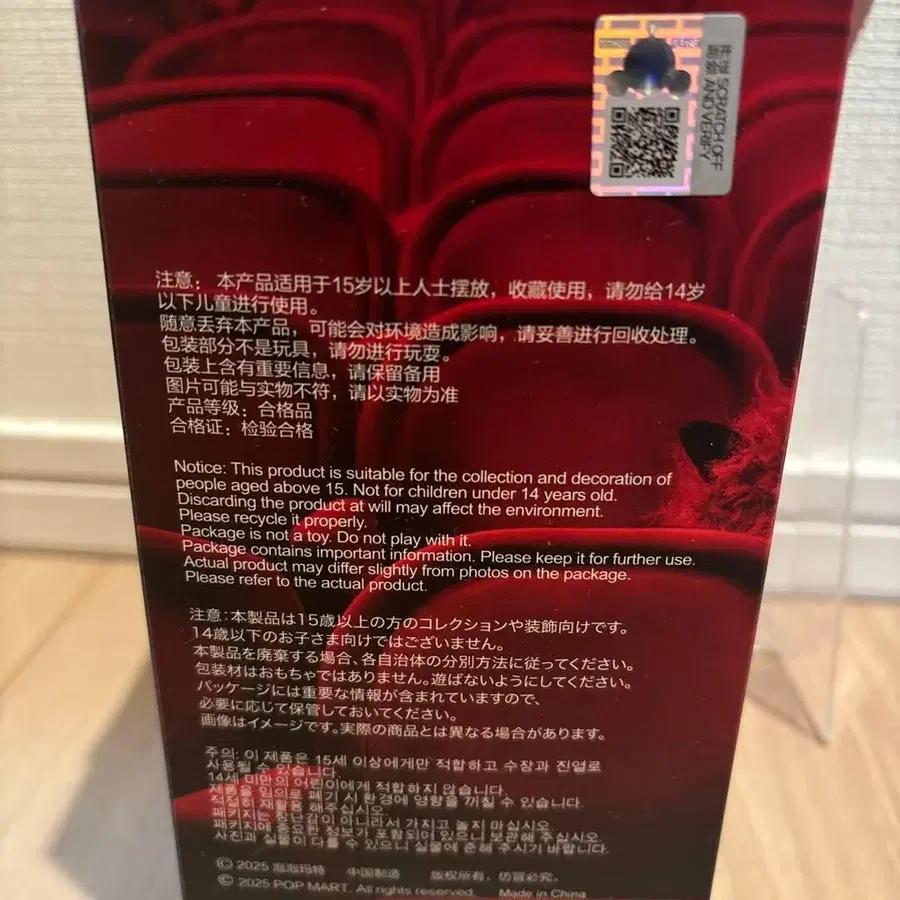 注意：本产品适用于15岁以上人士摆放，收藏使用，请勿给14岁
以下儿童进行使用。
随意丢弃本产品，可能会对环境造成影响，请妥善进行回收处理。
包装部分不是玩具，请勿进行玩耍。
包装上含有重要信息，请保留备用
图片可能与实物不符，请以实物为准
产品等级：合格品
合格证：检验合格
Notice: This product is suitable for the collection and decoration of
people aged above 15. Not for children under 14 years old.
Discarding the product at will may affect the environment.
Please recycle it properly.
Package is not a toy. Do not play with it.
Package contains important information. Please keep it for further use.
Actual product may differ slightly from photos on the package.
Please refer to the actual product.
注意：本製品は15歳以上の方のコレクションや装飾向けです。
14歳以下のお子さま向けではございません。
本製品を廃棄する場合、各自治体の分別方法に従ってください。
包装材はおもちゃではありません。遊ばないようにしてください。
パッケージには重要な情報が含まれていますので、
必要に応じて保管しておいてください。
画像はイメージです。実際の商品とは異なる場合があります。
주의: 이 제품은 15세 이상에게만 적합하고 수장과 진열로
사용될 수 있습니다.
14세 미만의 어린이에게 적합하지 않습니다.
제품을 임의로 폐기 시 환경에 영향을 끼칠 수 있습니다.
적절히 재활용 해주십시오.
패키지는 장난감이 아니라서 가지고 놀지 마십시오.
패키지에 중요한 정보가 포함되어 있으니 보관해 주십시오.
사진과 실물이 다를 수 있으니 실물에 준해 주시기 바랍니다.
© 2025 泡泡玛特 中国制造 版权所有，仿冒必究。
© 2025 POP MART. All rights reserved. Made in China
SCRATCH OFF
AND VERIFY